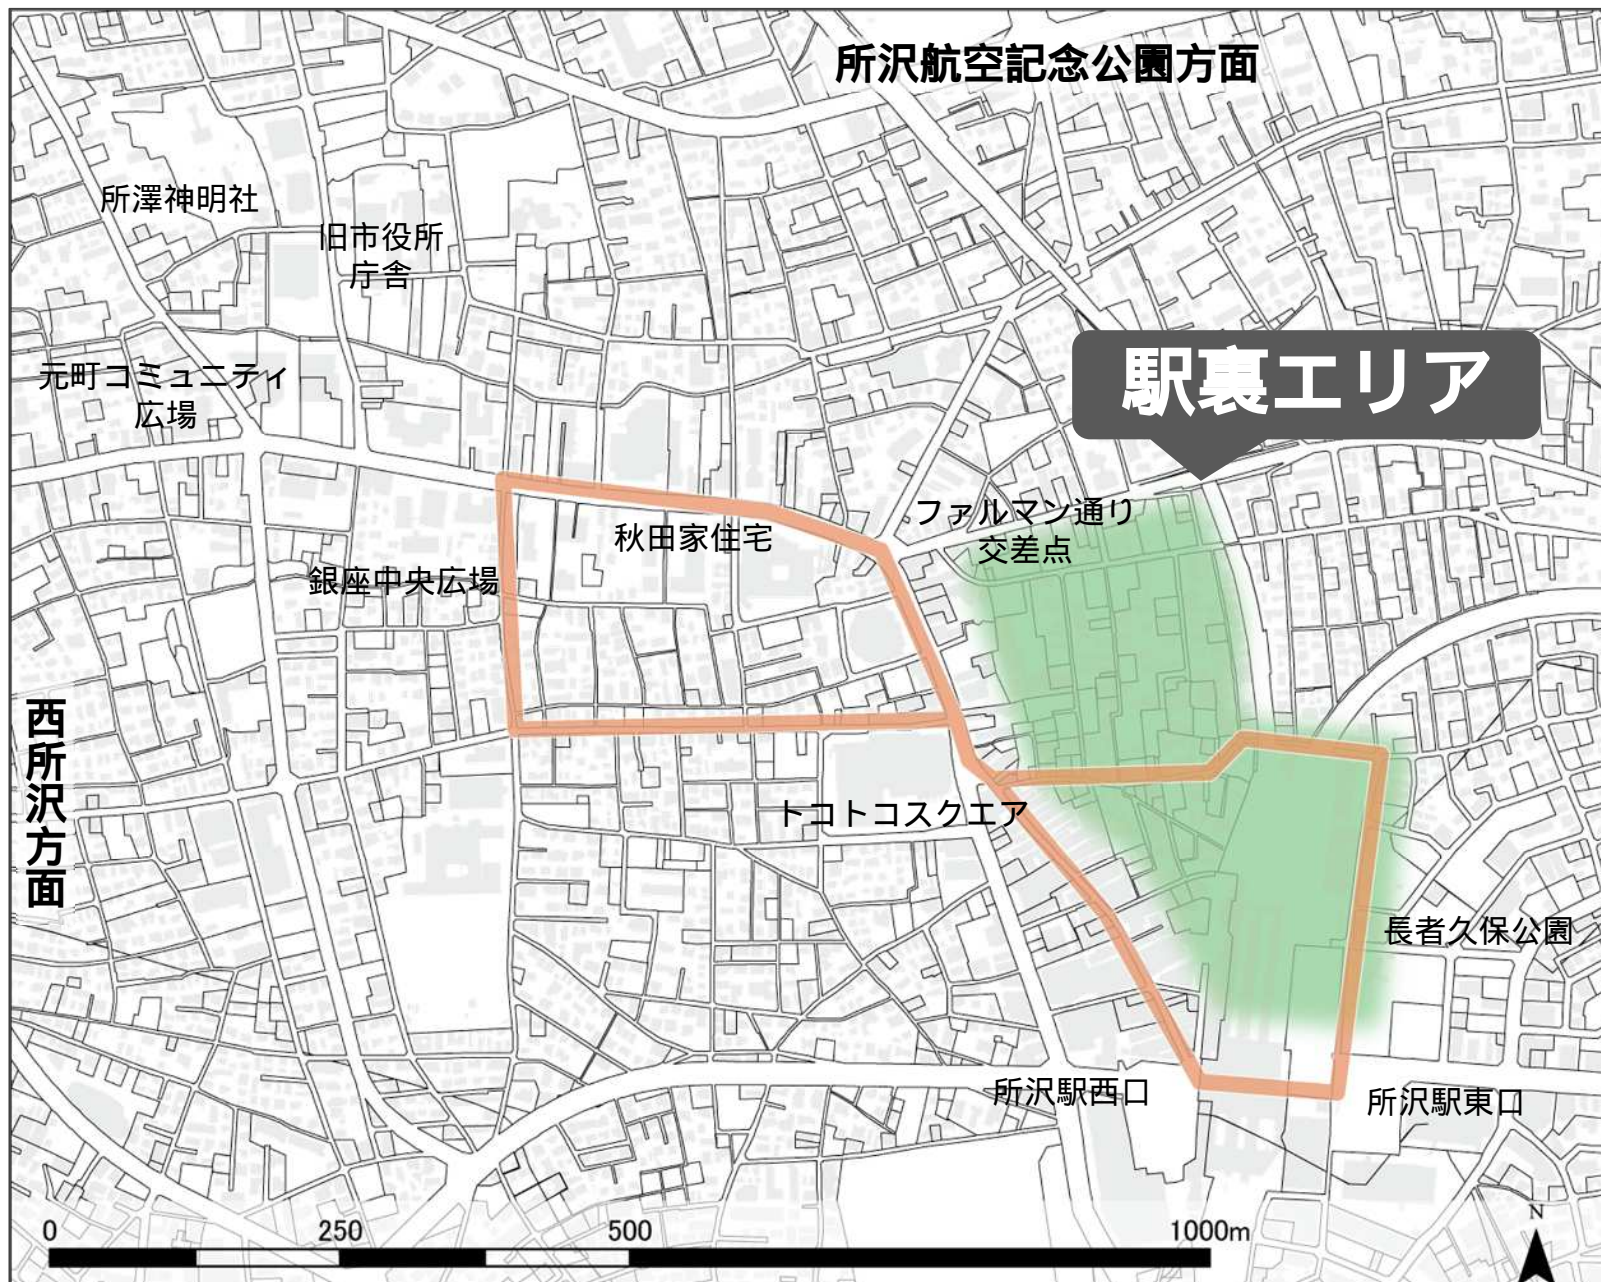 所沢航空記念公園方面
所澤神明社
旧市役所
庁舎
元町コミュニティ
広場
駅裏エリア
ファルマン通り
交差点
秋田家住宅
銀座中央広場
西所沢方面
トコトコスクエア
長者久保公園
所沢駅西口
所沢駅東口
0 250 500 1000m
N